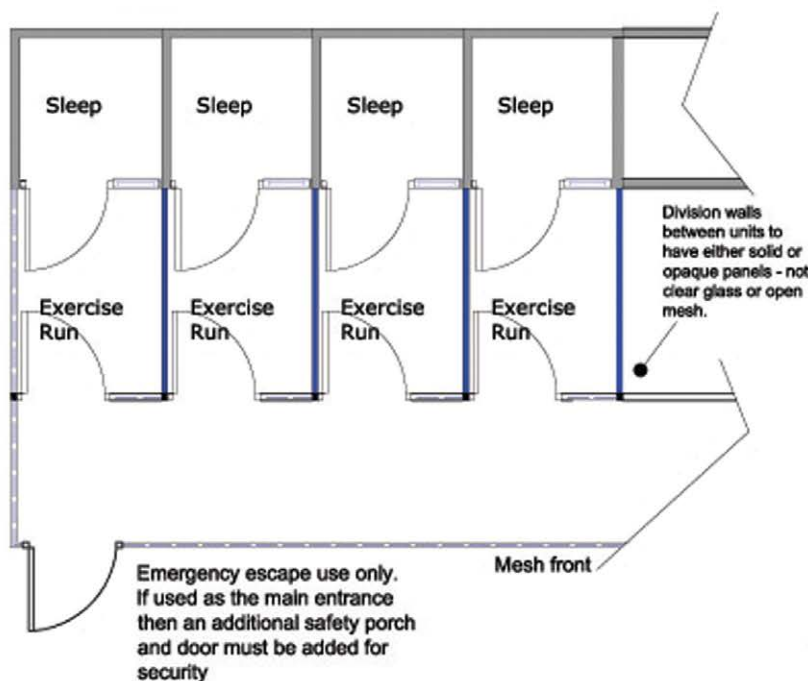 Sleep
Sleep
Sleep
Sleep
Division walls
between units to
have either solid or
opaque panels - not
clear glass or open
mesh.
Exercise
Run
Exercise
Run
Exercise
Run
Exercise
Run
Mesh front
Emergency escape use only.
If used as the main entrance
then an additional safety porch
and door must be added for
security